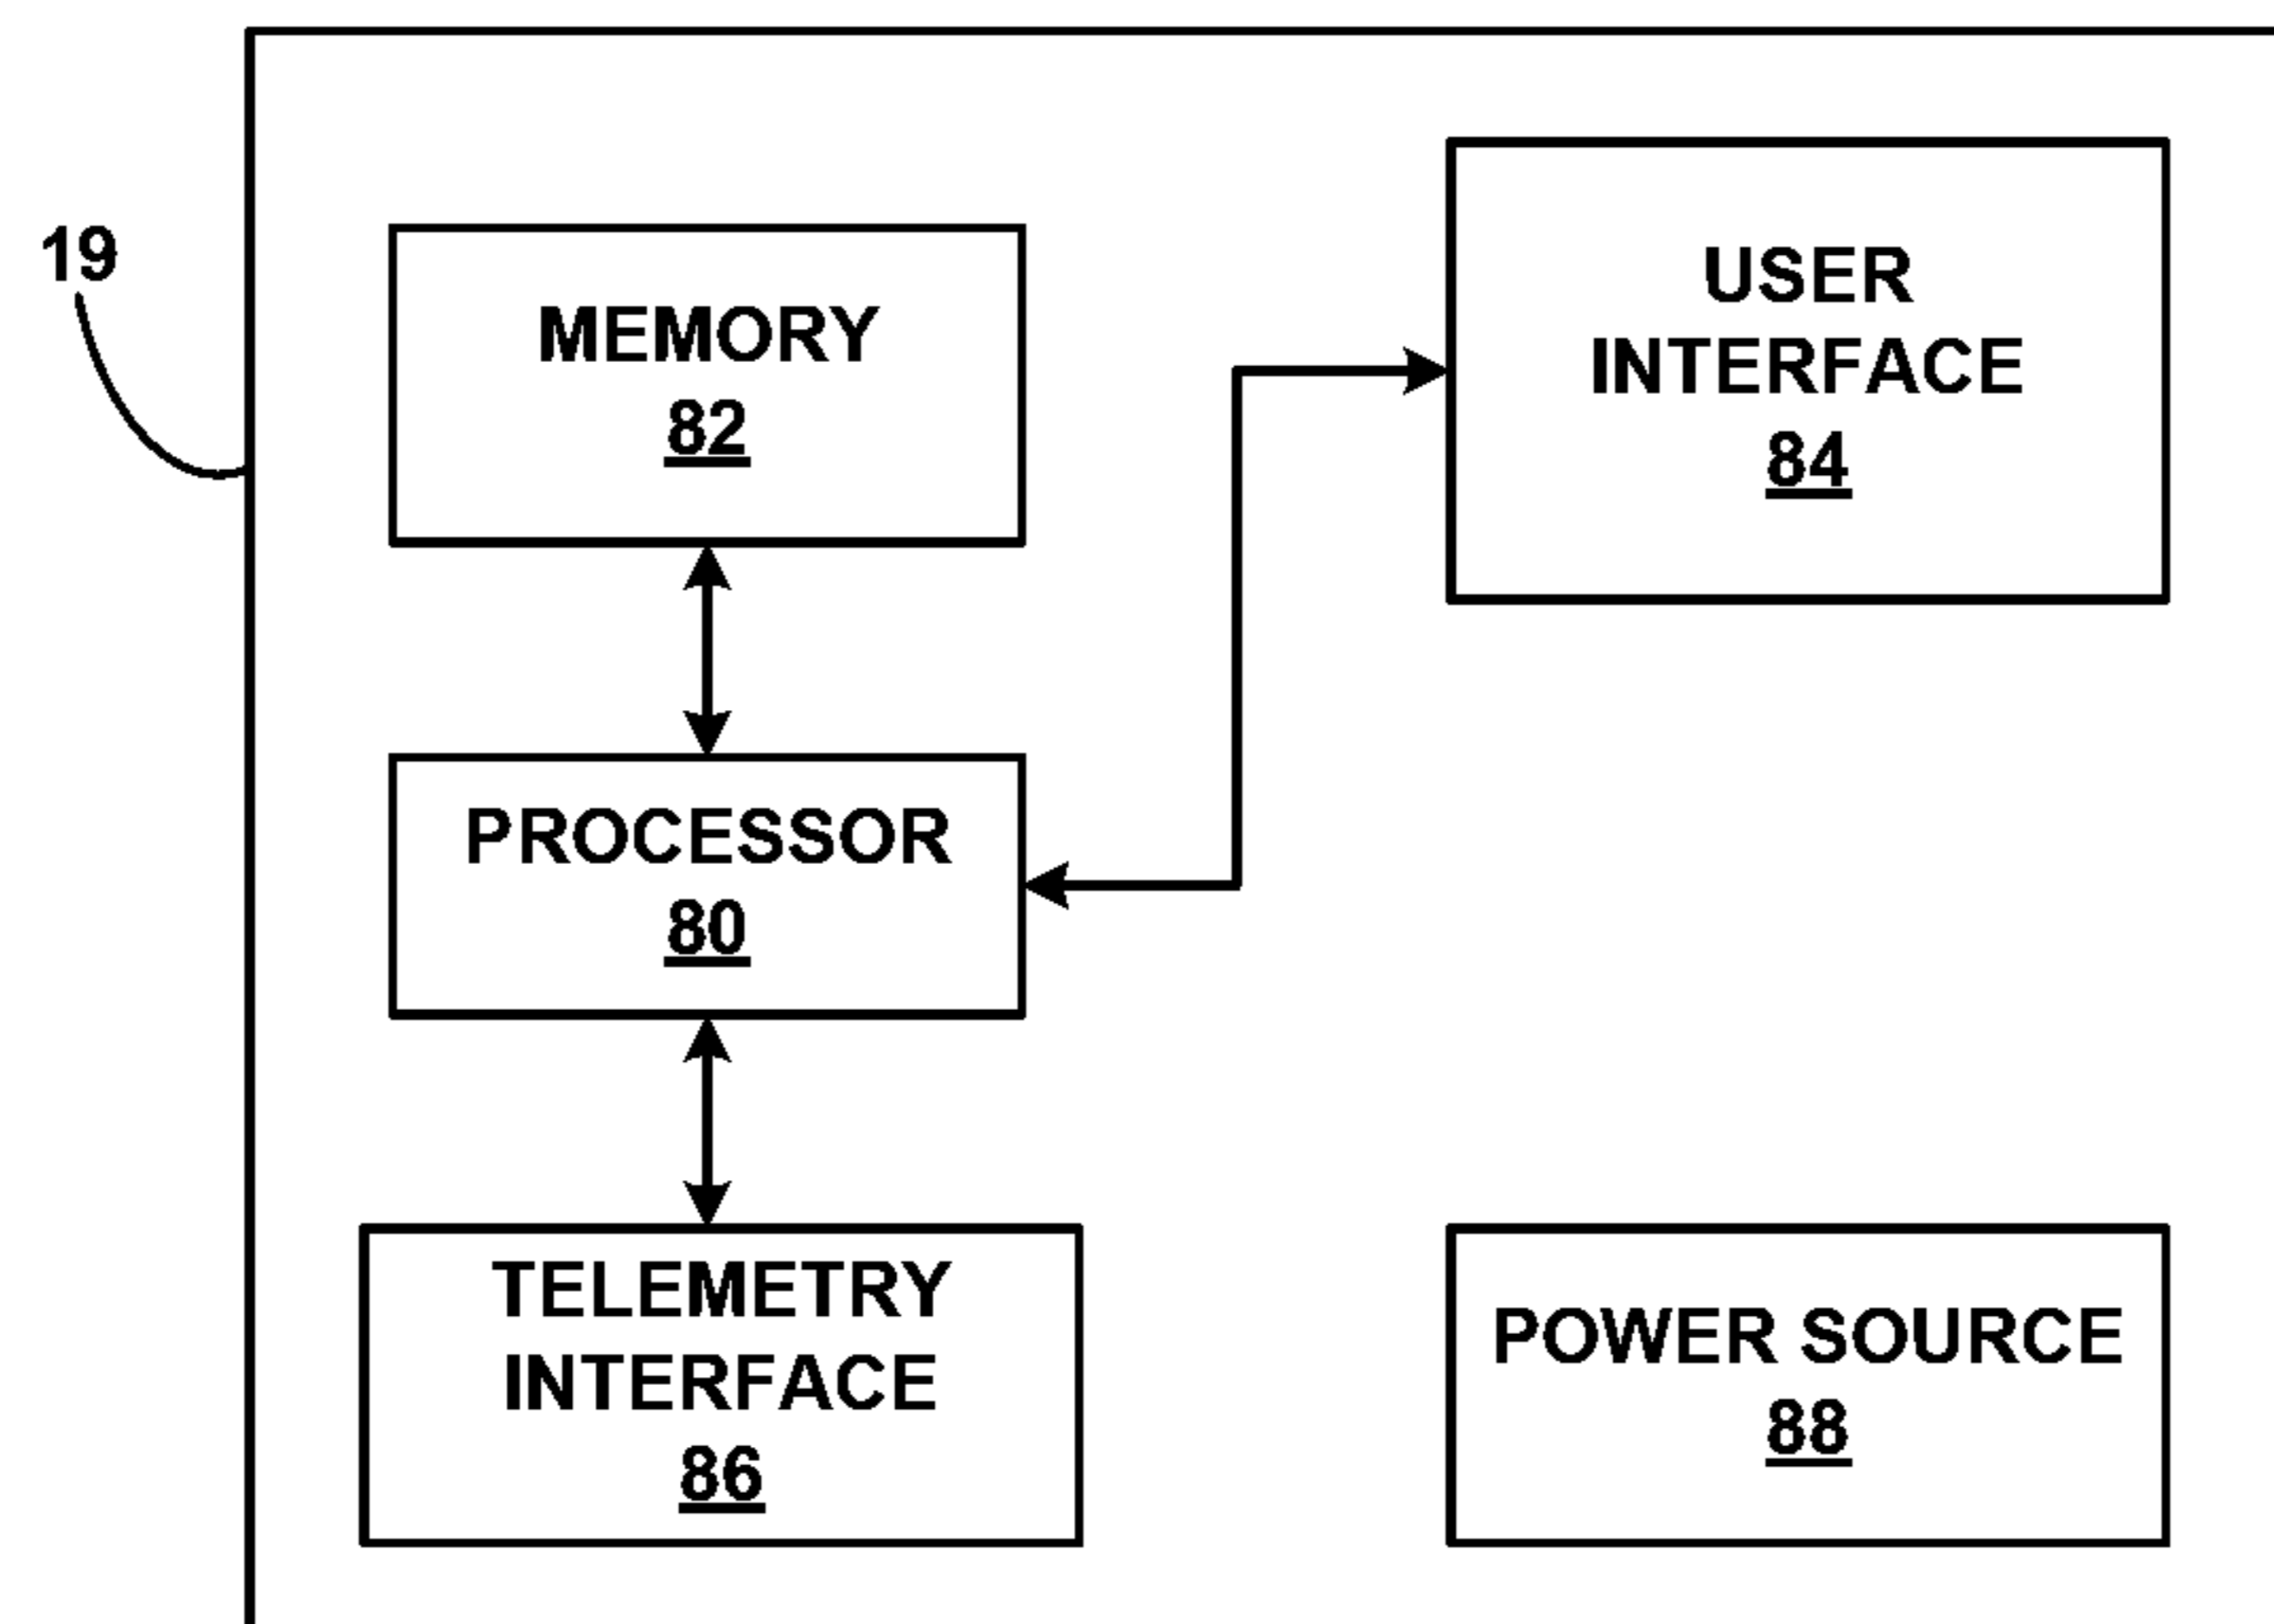 19
MEMORY
82
USER
INTERFACE
84
PROCESSOR
80
TELEMETRY
INTERFACE
86
POWER SOURCE
88